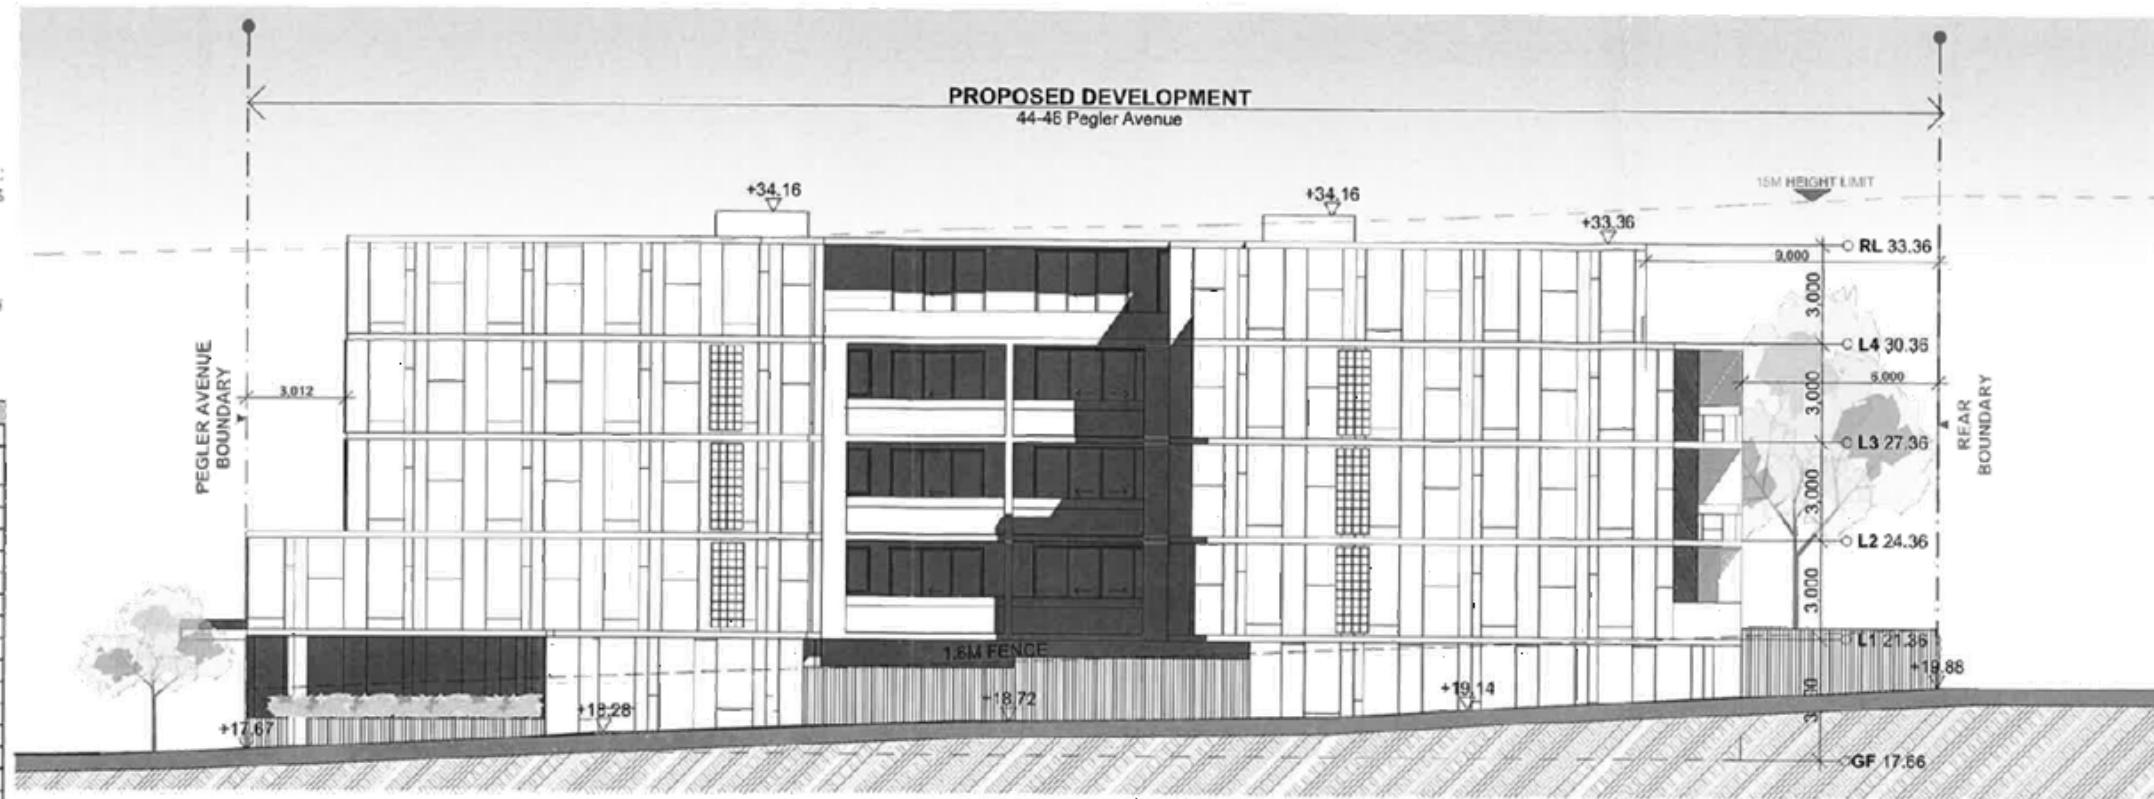 PROPOSED DEVELOPMENT
44-46 Pegler Avenue
+34.16
+34.16
15M HEIGHT LIMIT
+33.36
RL 33.36
9,000
3,000
L4 30.36
PEGLER AVENUE
BOUNDARY
3,012
3,000
6,000
REAR
BOUNDARY
L3 27.36
3,000
L2 24.36
3,000
L1 21.36
1.8M FENCE
+19.88
+19.14
+18.72
+18.28
+17.67
GF 17.66